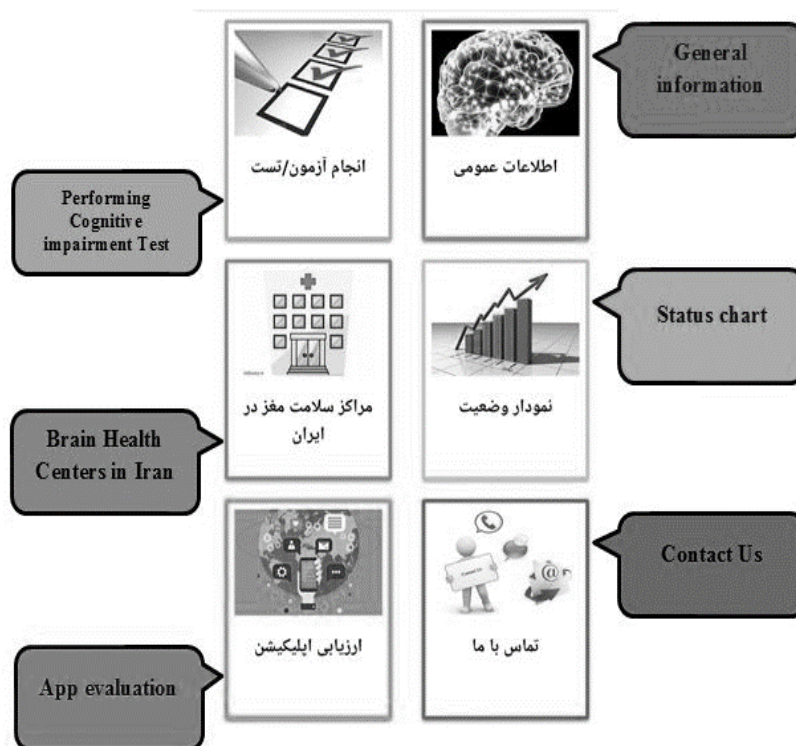 General
information
انجام آزمون/تست
اطلاعات عمومی
Performing
Cognitive
impairment Test
Status chart
مراکز سلامت مغز در
ایران
نمودار وضعیت
Brain Health
Centers in Iran
Contact Us
ارزیابی اپلیکیشن
تماس با ما
App evaluation